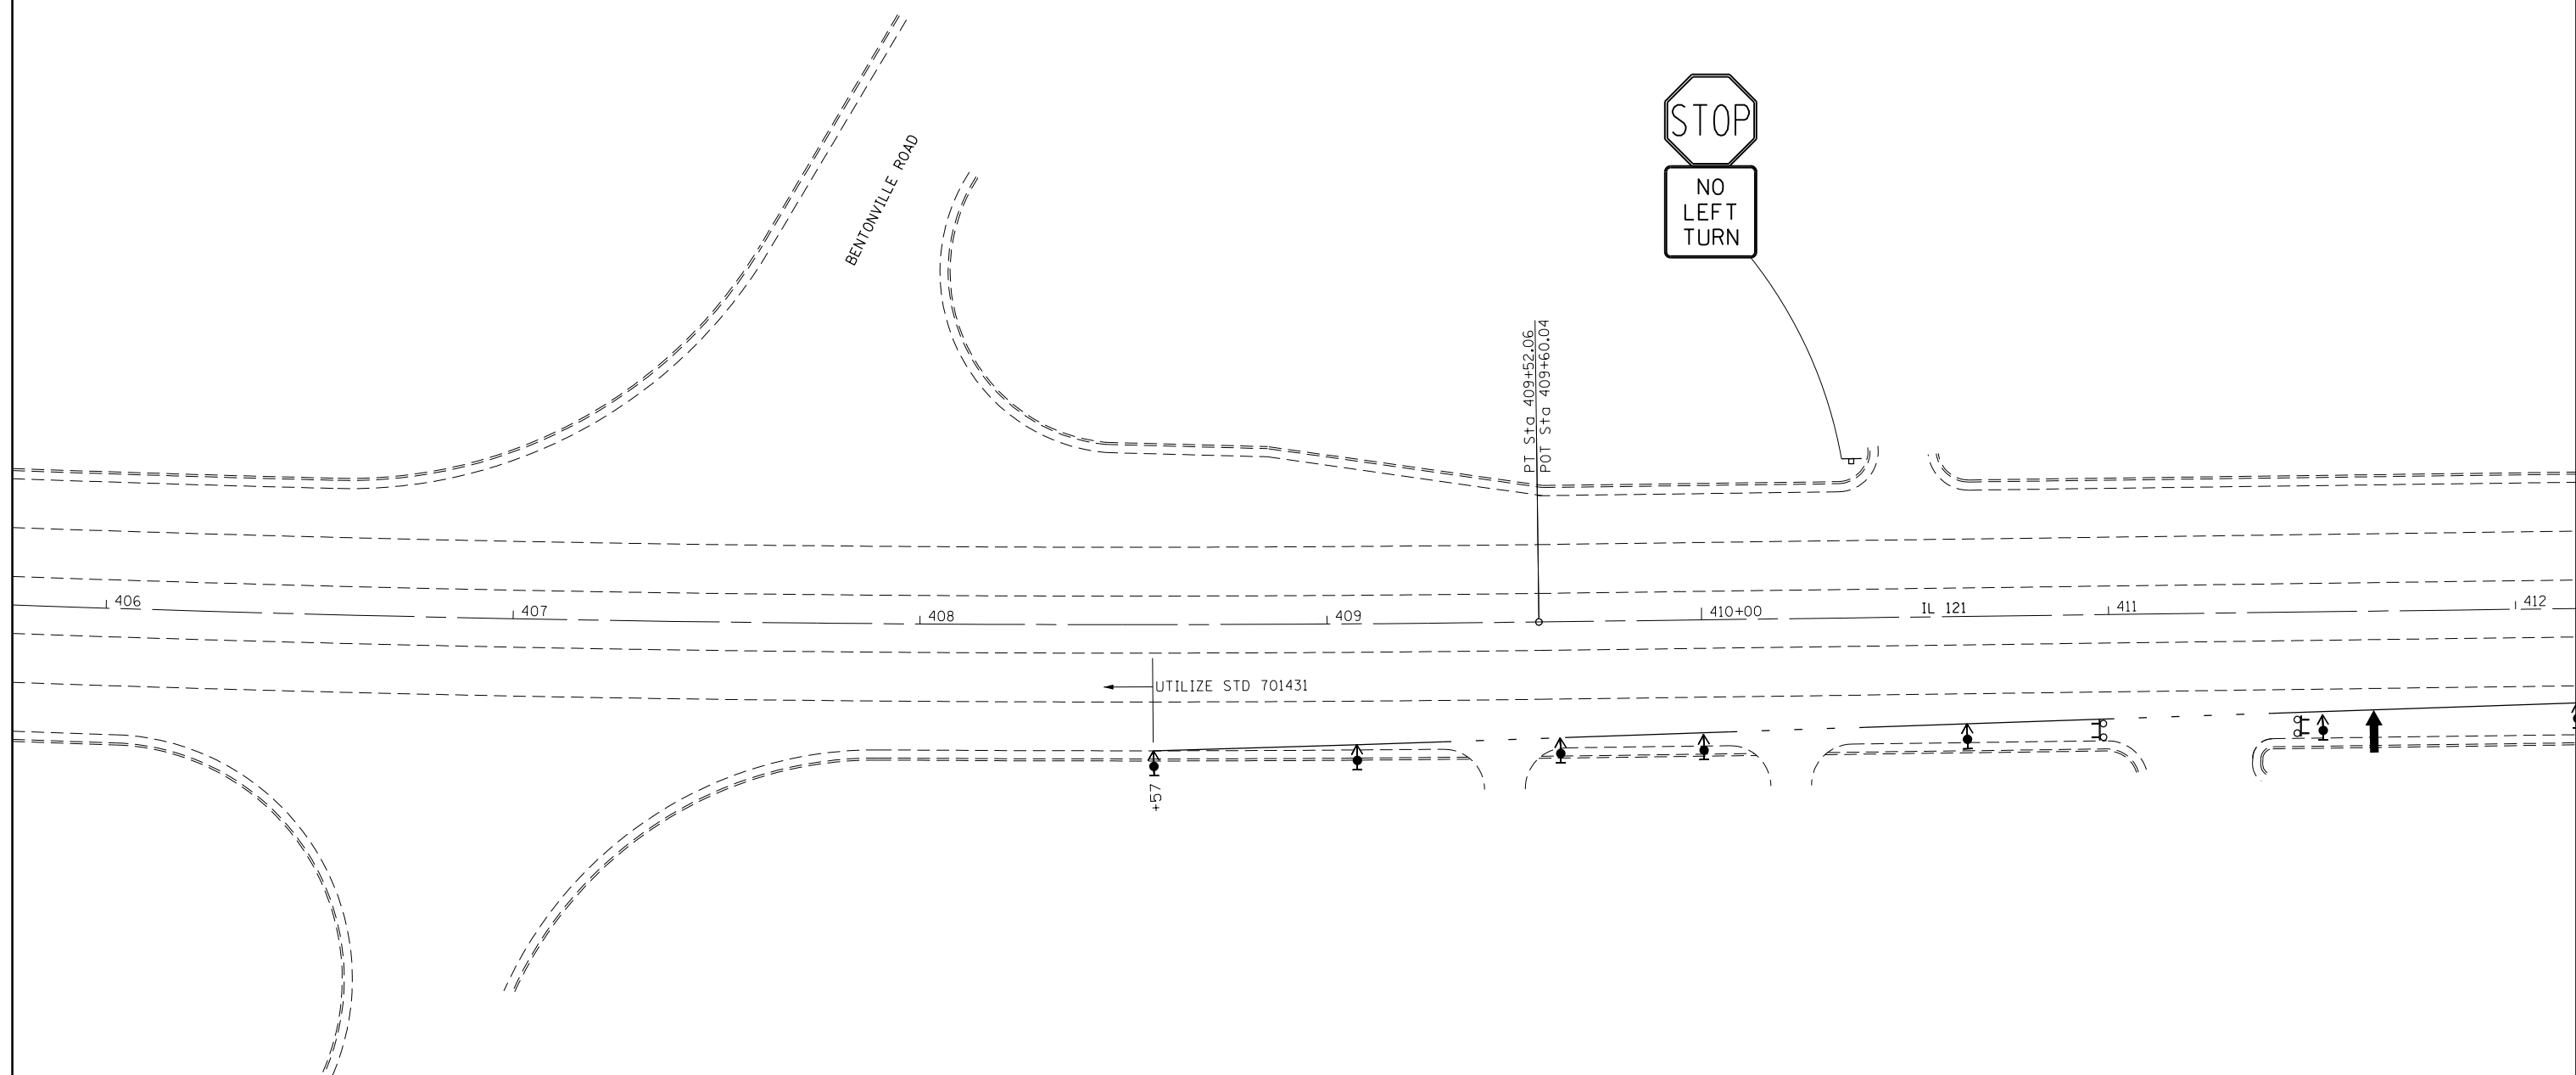 STOP
NO
LEFT
TURN
BENTONVILLE ROAD
PT Sta 409+52.06
POT Sta 409+60.04
406
407
408
409
410+00
IL 121
411
412
UTILIZE STD 701431
+57